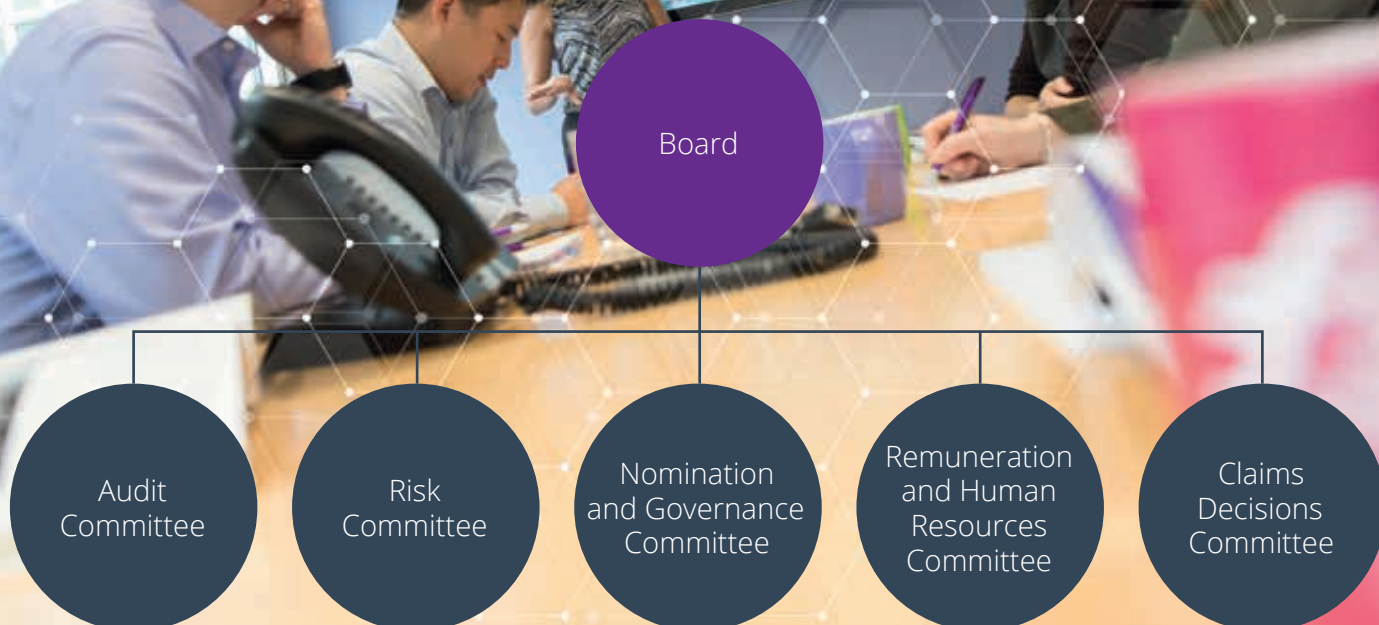 Board
Audit
Committee
Risk
Committee
Nomination
and Governance
Committee
Remuneration
and Human
Resources
Committee
Claims
Decisions
Committee